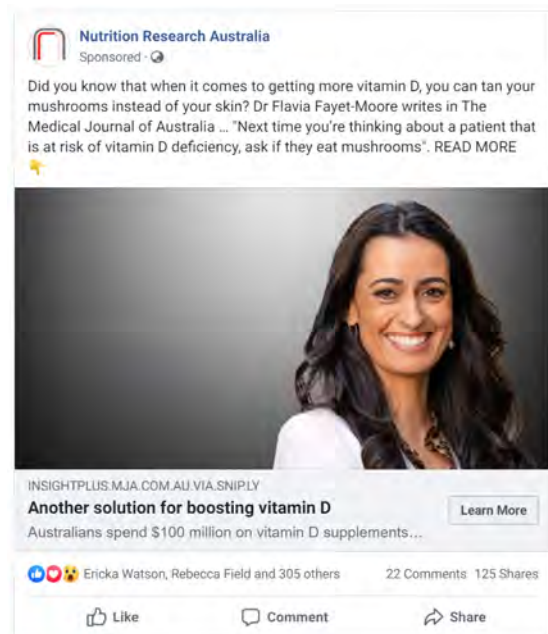 Nutrition Research Australia
Sponsored ·
Did you know that when it comes to getting more vitamin D, you can tan your
mushrooms instead of your skin? Dr Flavia Fayet-Moore writes in The
Medical Journal of Australia ... "Next time you're thinking about a patient that
is at risk of vitamin D deficiency, ask if they eat mushrooms". READ MORE
INSIGHTPLUS.MJA.COM.AU.VIA.SNIP.LY
Another solution for boosting vitamin D
Learn More
Australians spend $100 million on vitamin D supplements...
Ericka Watson, Rebecca Field and 305 others
22 Comments 125 Shares
Like
Comment
Share